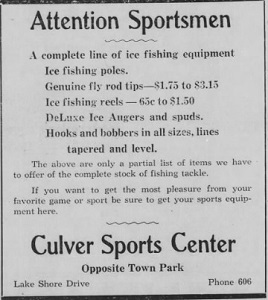 Attention Sportsmen
A complete line of ice fishing equipment
Ice fishing poles.
Genuine fly rod tips—$1.75 to $3.15
Ice fishing reels — 65c to $1.50
DeLuxe Ice Augers and spuds.
Hooks and bobbers in all sizes, lines
tapered and level.
The above are only a partial list of items we have
to offer of the complete stock of fishing tackle.
If you want to get the most pleasure from your
favorite game or sport be sure to get your sports equip-
ment here.
Culver Sports Center
Opposite Town Park
Lake Shore Drive Phone 606